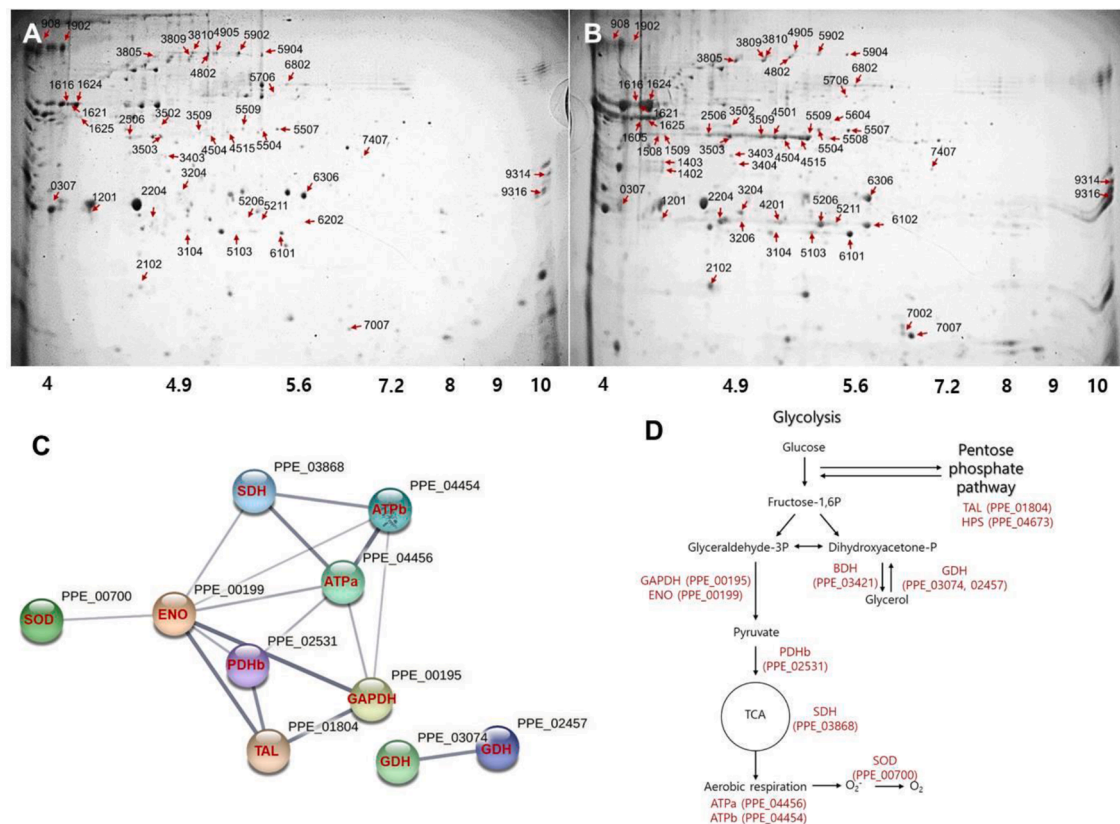 A
908 1902
3809 3810 4905 5902
3805 5904
4802 6802
5706
1616 1624
1621
1625 2506 3502 3509 5509
5507
3503 4504 4515 5504
3403 7407
3204
9314
9316
0307 1201 2204 5206 5211 6306
6202
3104 5103 6101
2102
7007
4 4.9 5.6 7.2 8 9 10
B
908 1902
3809 3810 4905 5902
3805 5904
4802 6802
5706
1616 1624
1621
1605 1625 2506 3502 3509 4501 5509 5604
5507
1508 1509 3503 4504 4515 5504 5508
1403 3403
1402 3404 7407
9314
9316
0307 1201 2204 3204 4201 5206 5211 6306
6102
3206 3104 5103 6101
2102
7002
7007
4 4.9 5.6 7.2 8 9 10
C
PPE_03868
SDH
PPE_04454
ATPb
PPE_04456
ATPa
PPE_00199
ENO
PPE_00700
SOD
PPE_02531
PDHb
PPE_00195
GAPDH
PPE_01804
TAL
PPE_03074
GDH
PPE_02457
GDH
D
Glycolysis
Glucose
Pentose
phosphate
pathway
TAL (PPE_01804)
HPS (PPE_04673)
Fructose-1,6P
Glyceraldehyde-3P Dihydroxyacetone-P
GAPDH (PPE_00195)
ENO (PPE_00199)
BDH
(PPE_03421)
GDH
(PPE_03074, 02457)
Glycerol
Pyruvate
PDHb
(PPE_02531)
TCA
SDH
(PPE_03868)
SOD
(PPE_00700)
Aerobic respiration O2- O2
ATPa (PPE_04456)
ATPb (PPE_04454)